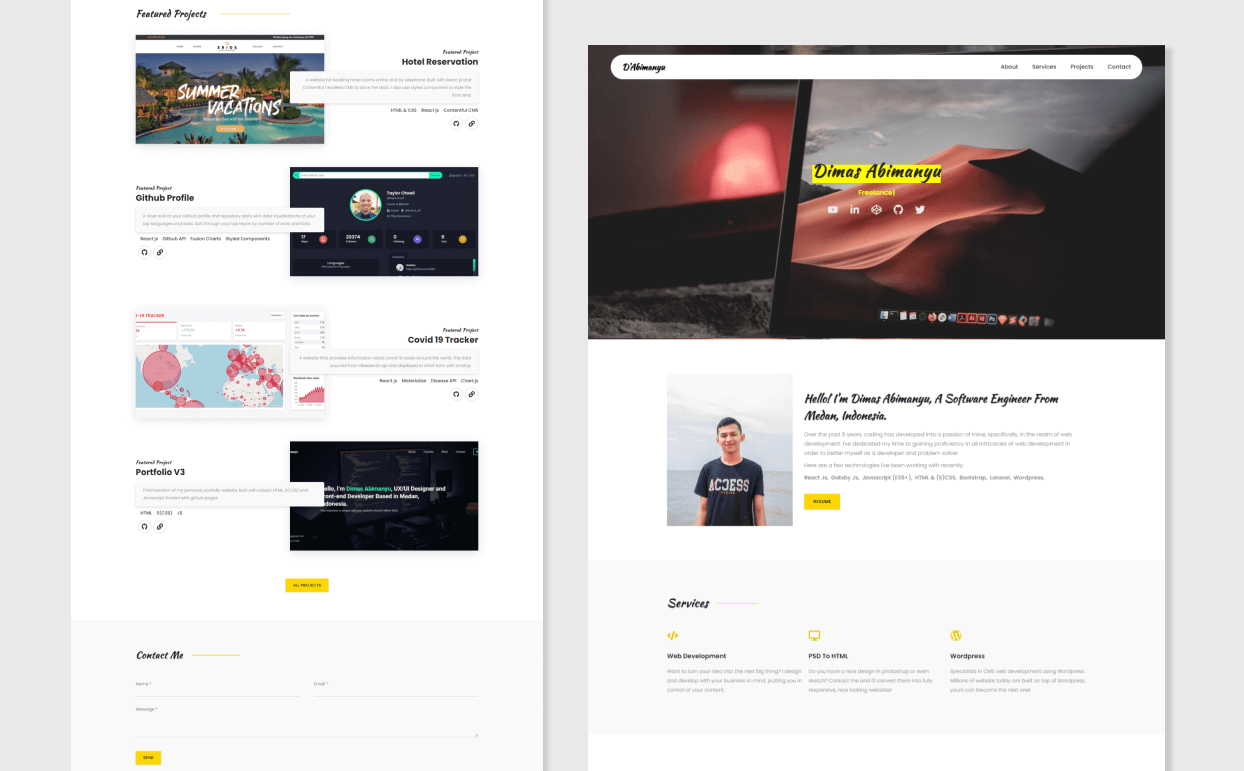 Featured Projects
SUMMER
VACATIONS
Featured Project
Hotel Reservation
A website for booking hotel rooms online and by telephone. Built with React js and
Contentful headless CMS to store the data. I also use styled component to style the
front end.
HTML & CSS React js Contentful CMS
Featured Project
Github Profile
A nicer look at your Github profile and repository stats with data visualizations of your
top languages and stars. Sort through your top repos by number of stars and forks.
React js Github API Fusion Charts Styled Components
Traylor Otwell
17
20374
0
9
Languages
19 TRACKER
Featured Project
Covid 19 Tracker
A website that provides information about covid 19 cases around the world. The data
sourced from
and displayed in chart form with chartjs.
React js Materialize Disease API Chart.js
Featured Project
Portfolio V3
Third iteration of my personal portfolio website. Built with classic HTML, S(CSS) and
Javascript, hosted with github pages.
HTML S(CSS) JS
Hello, I'm Dimas Abimanyu, UX/UI Designer and
Front-end Developer Based in Medan,
Indonesia.
ALL PROJECTS
Contact Me
Name *
Email *
Message *
SEND
D'Abimanyu
About Services Projects Contact
Dimas Abimanyu
Freelance!
Hello! I'm Dimas Abimanyu, A Software Engineer From
Medan, Indonesia.
Over the past 5 years, coding has developed into a passion of mine, specifically, in the realm of web
development. I've dedicated my time to gaining proficiency in all intricacies of web development in
order to better myself as a developer and problem solver.
Here are a few technologies I've been working with recently:
React Js, Gatsby Js, Javascript (ES6+), HTML & (S)CSS, Bootstrap, Laravel, Wordpress,
RESUME
ACCESS
Services
Web Development
Want to turn your idea into the next big thing? I design
and develop with your business in mind, putting you in
control of your content.
PSD To HTML
Do you have a nice design in photoshop or even
sketch? Contact me and I'll convert them into fully
responsive, nice looking websites!
Wordpress
Specialists in CMS web development using Wordpress.
Millions of website today are built on top of Wordpress,
yours can become the next one!